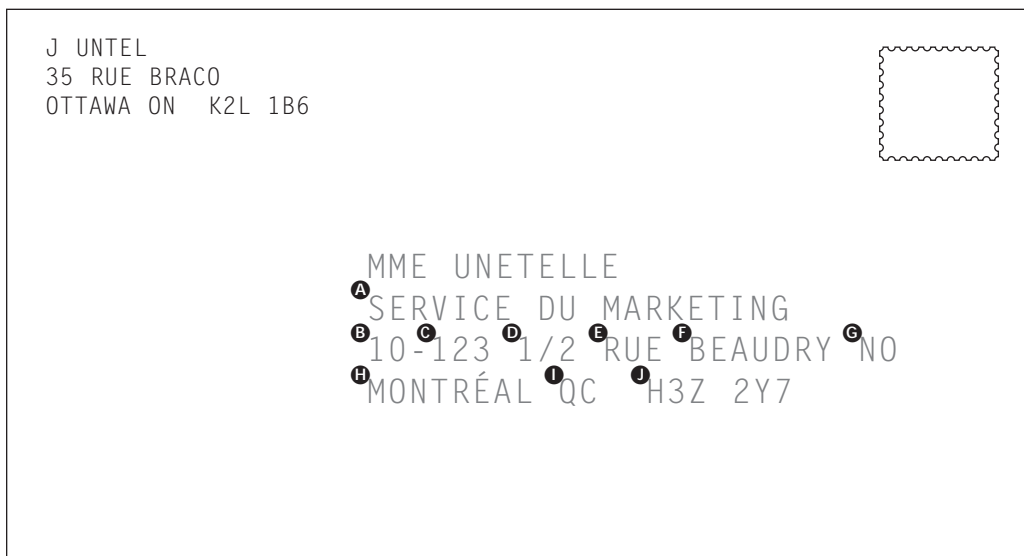 J UNTEL
35 RUE BRACO
OTTAWA ON  K2L 1B6
MME UNETELLE
A SERVICE DU MARKETING
B 10-C 123 D 1/2 E RUE F BEAUDRY G NO
H MONTRÉAL I QC  J H3Z 2Y7